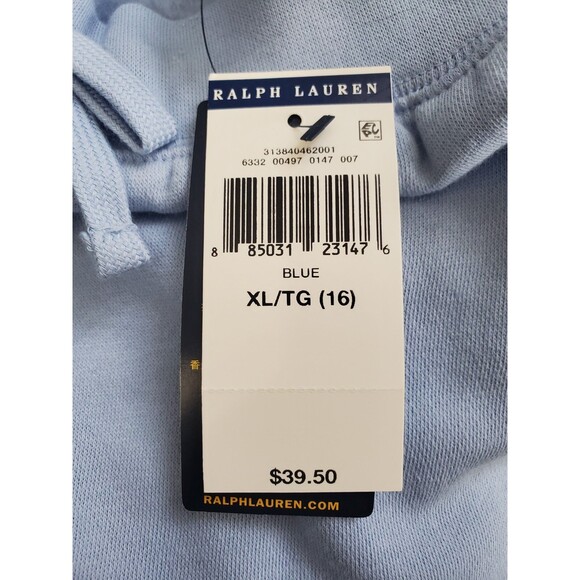 RALPH LAUREN
313840462001
6332 00497 0147 007
8 85031 23147 6
BLUE
XL/TG (16)
$39.50
香
RALPHLAUREN.COM